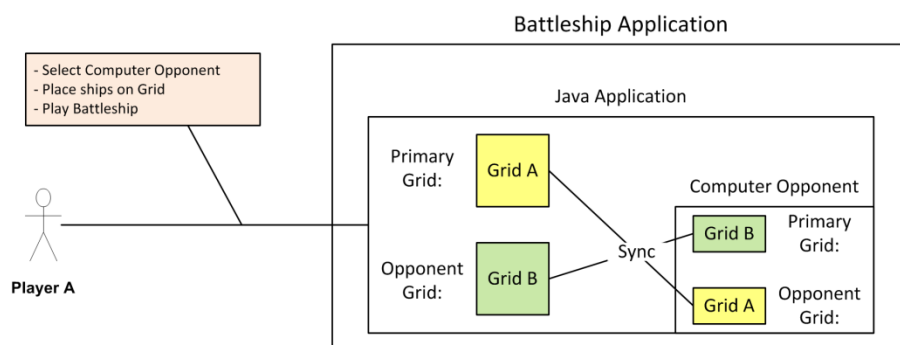 Battleship Application
- Select Computer Opponent
- Place ships on Grid
- Play Battleship
Java Application
Primary
Grid:
Grid A
Computer Opponent
Grid B
Primary
Grid:
Sync
Opponent
Grid:
Grid B
Grid A
Opponent
Grid:
Player A